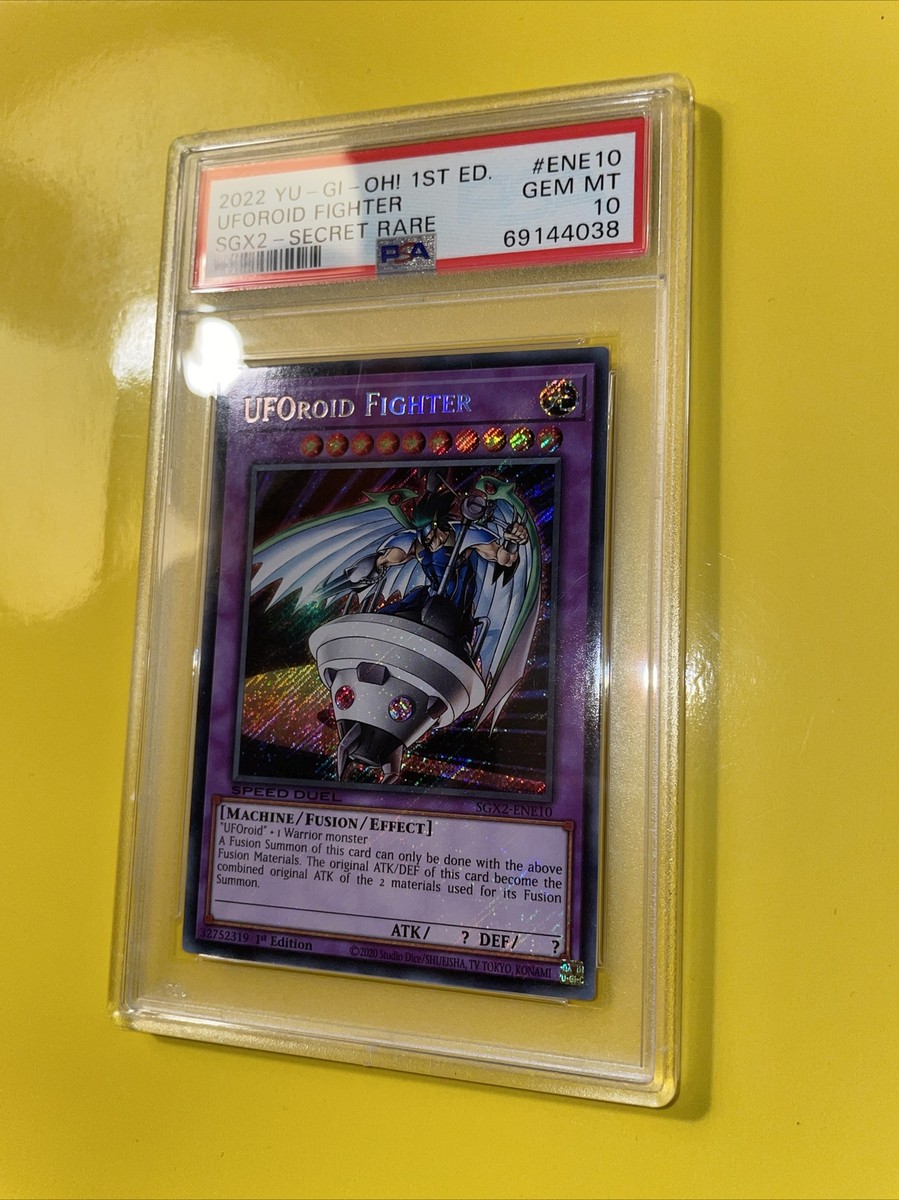 2022 YU-GI-OH! 1ST ED. #ENE10
UFOROID FIGHTER GEM MT
SGX2-SECRET RARE 10
PSA 69144038
UFOROID FIGHTER
SPEED DUEL SGX2-ENE10
[MACHINE/FUSION/EFFECT]
"UFOroid" + 1 Warrior monster
A Fusion Summon of this card can only be done with the above
Fusion Materials. The original ATK/DEF of this card become the
combined original ATK of the 2 materials used for its Fusion
Summon.
ATK/ ? DEF/ ?
32752319 1st Edition ©2020 Studio Dice/SHUEISHA, TV TOKYO, KONAMI